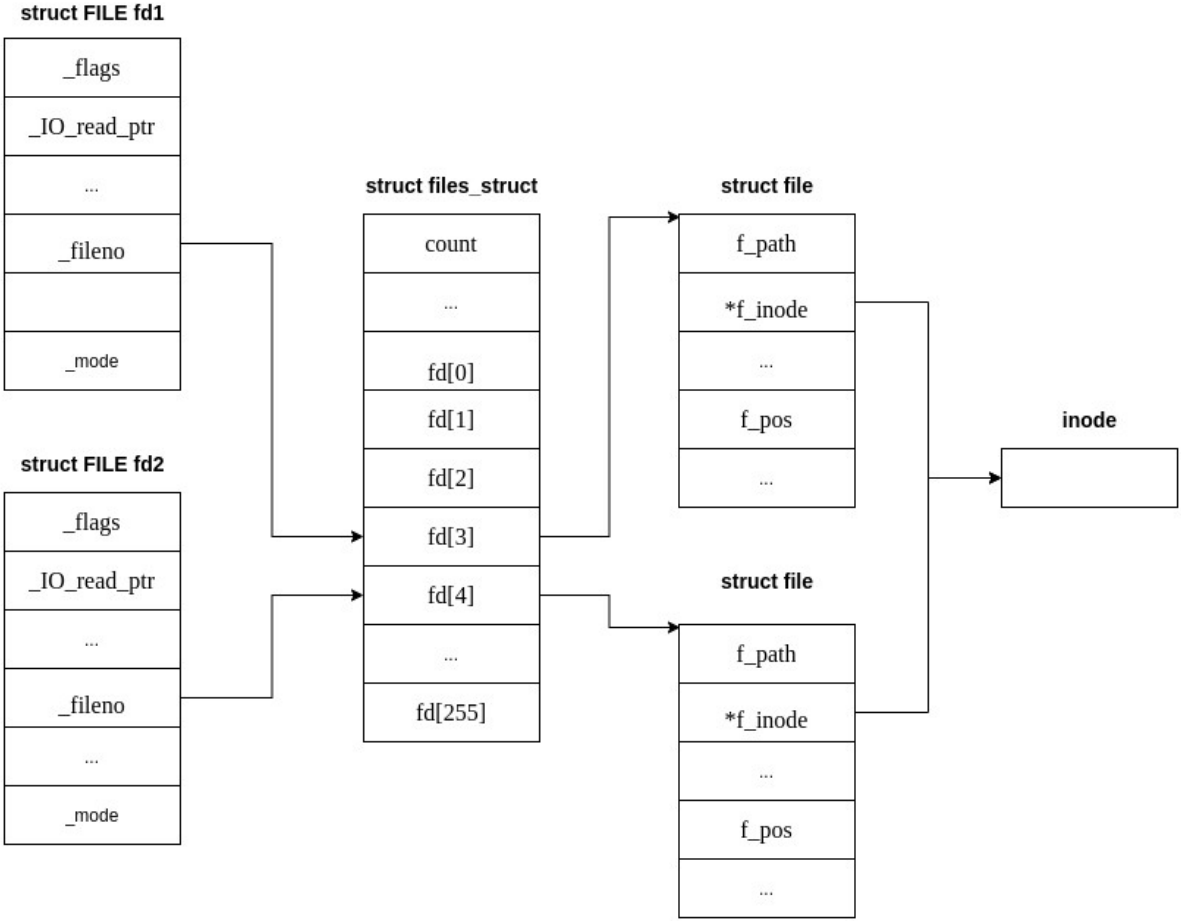 struct FILE fd1
_flags
_IO_read_ptr
...
_fileno
_mode
struct FILE fd2
_flags
_IO_read_ptr
...
_fileno
...
_mode
struct files_struct
count
...
fd[0]
fd[1]
fd[2]
fd[3]
fd[4]
...
fd[255]
struct file
f_path
*f_inode
...
f_pos
...
struct file
f_path
*f_inode
...
f_pos
...
inode